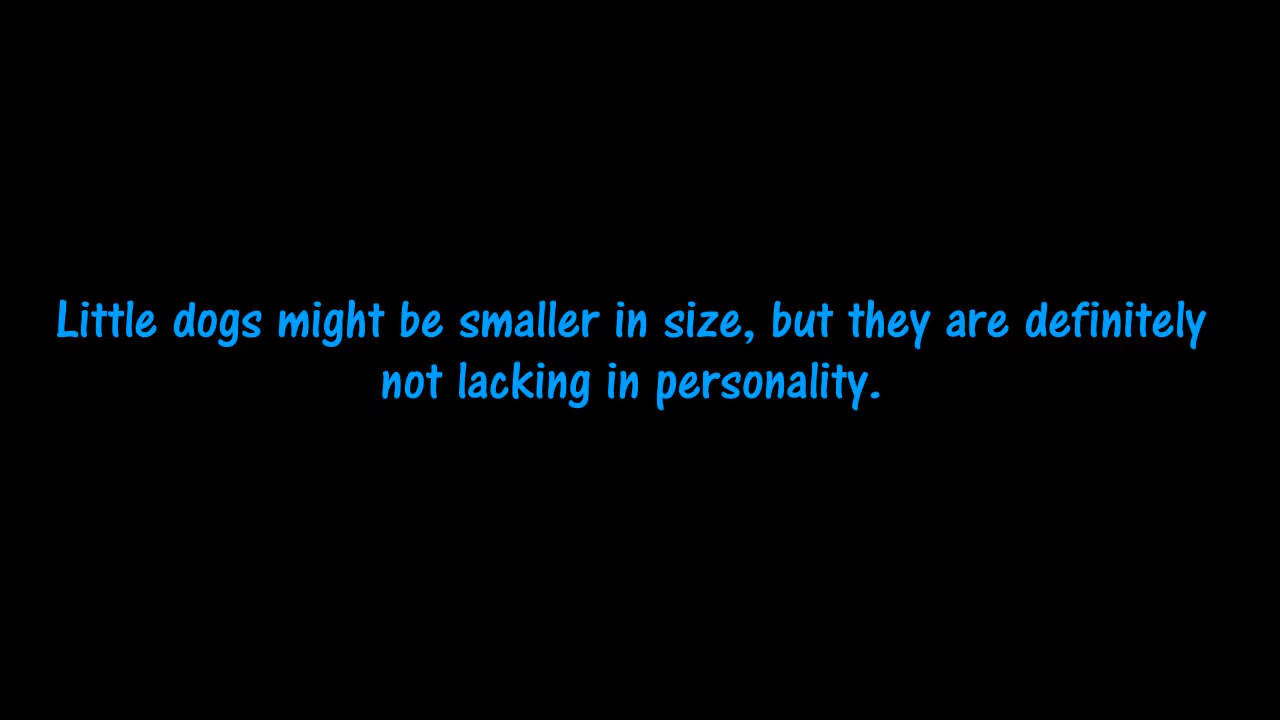 Little dogs might be smaller in size, but they are definitely
not lacking in personality.